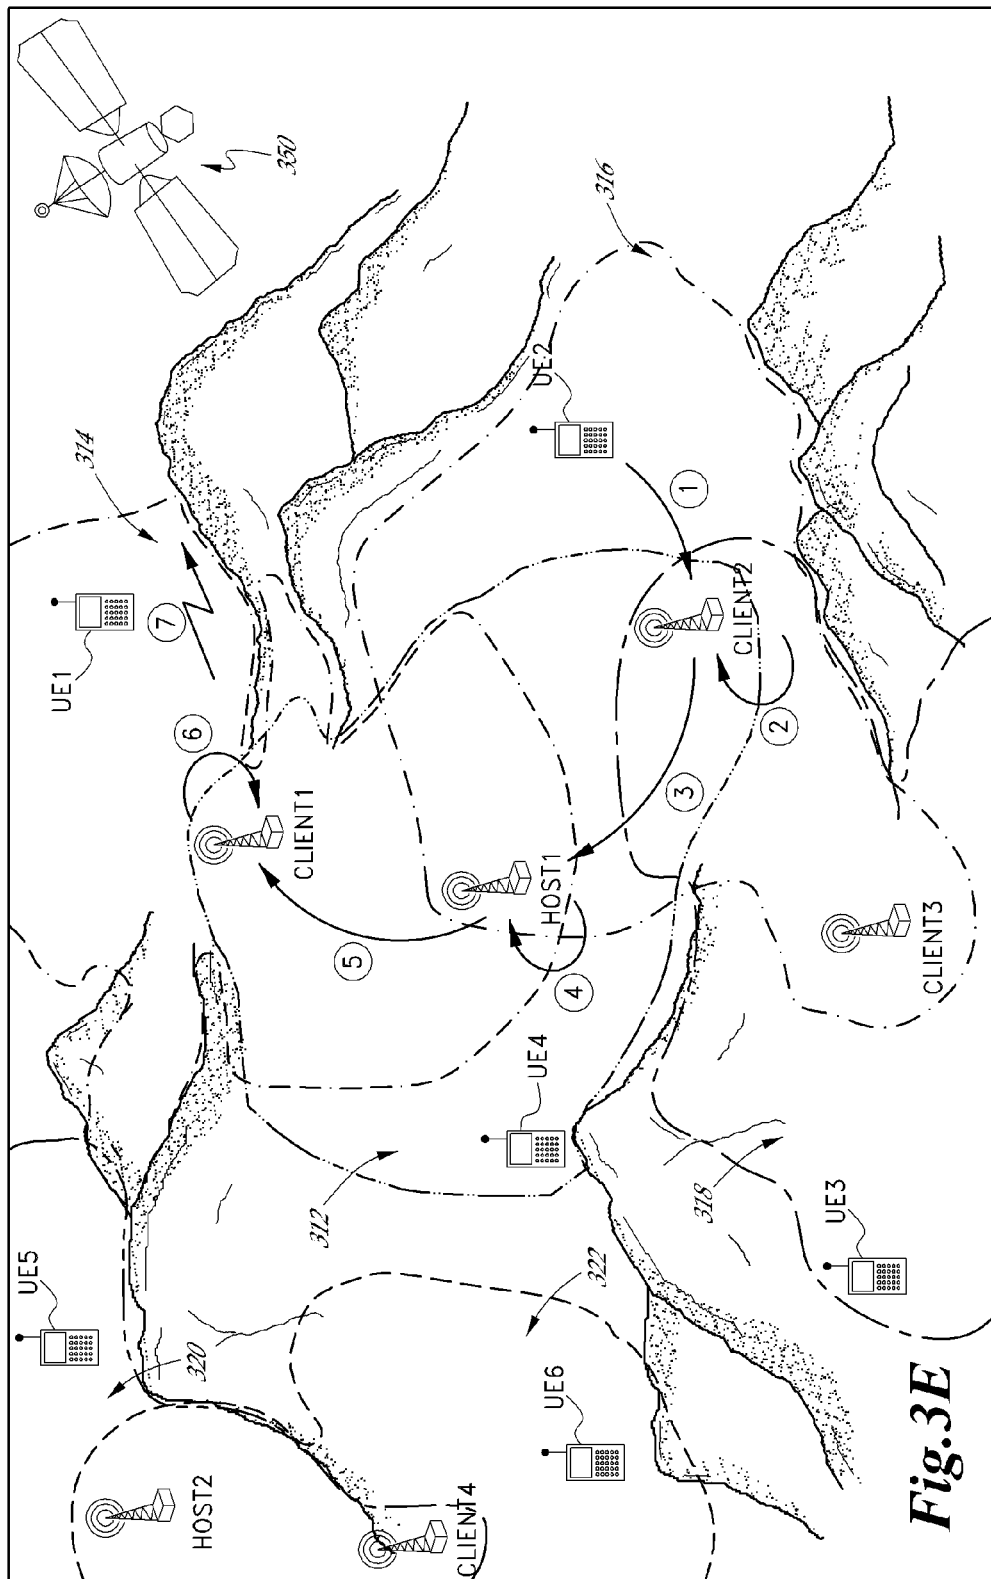 350
316
314
UE2
UE1
1
7
CLIENT2
2
6
3
CLIENT1
HOST1
5
4
CLIENT3
UE4
312
318
UE3
UE5
322
320
UE6
HOST2
CLIENT4
Fig.3E